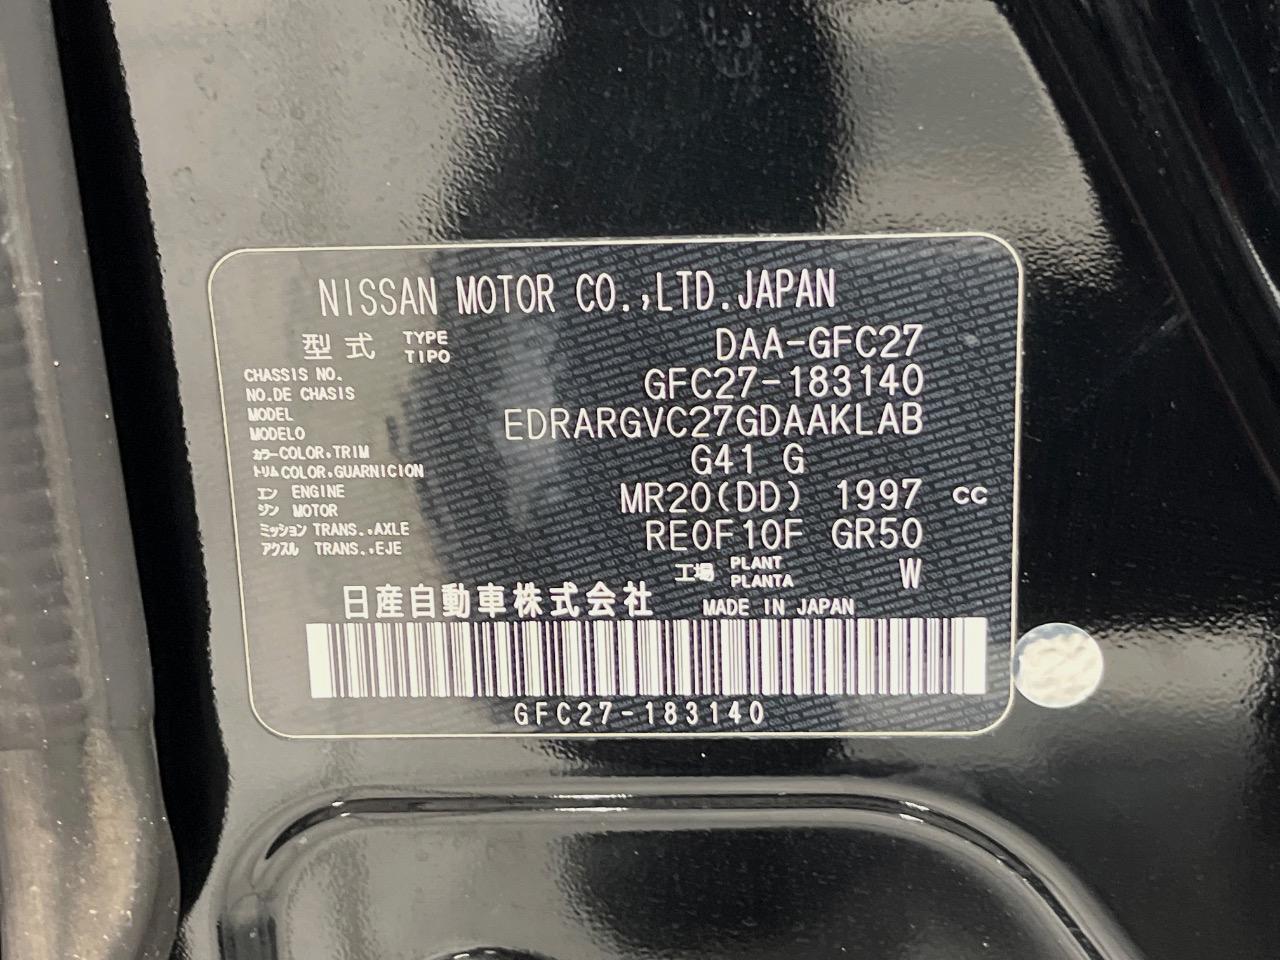 NISSAN MOTOR CO.,LTD.JAPAN
型式 TYPE TIPO DAA-GFC27
CHASSIS NO. NO.DE CHASIS GFC27-183140
MODEL MODELO EDRARGVC27GDAAKLAB
カラー COLOR.TRIM
トリム COLOR.GUARNICION G41 G
エン ENGINE
ジン MOTOR MR20(DD) 1997 CC
ミッション TRANS..AXLE
アクスル TRANS..EJE RE0F10F GR50
工場 PLANT PLANTA W
日産自動車株式会社 MADE IN JAPAN
GFC27-183140